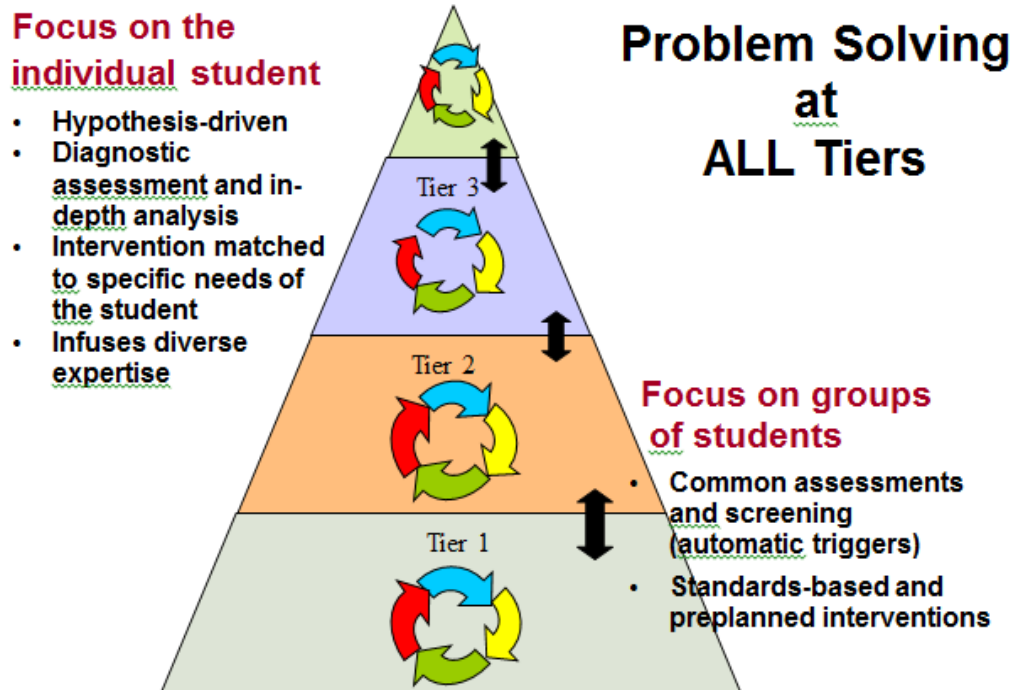 Focus on the
individual student
• Hypothesis-driven
• Diagnostic
assessment and in-
depth analysis
• Intervention matched
to specific needs of
the student
• Infuses diverse
expertise
Problem Solving
at
ALL Tiers
Tier 3
Tier 2
Tier 1
Focus on groups
of students
• Common assessments
and screening
(automatic triggers)
• Standards-based and
preplanned interventions